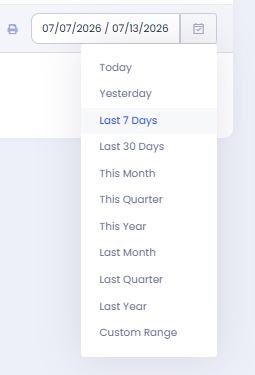 07/07/2026 / 07/13/2026
Today
Yesterday
Last 7 Days
Last 30 Days
This Month
This Quarter
This Year
Last Month
Last Quarter
Last Year
Custom Range